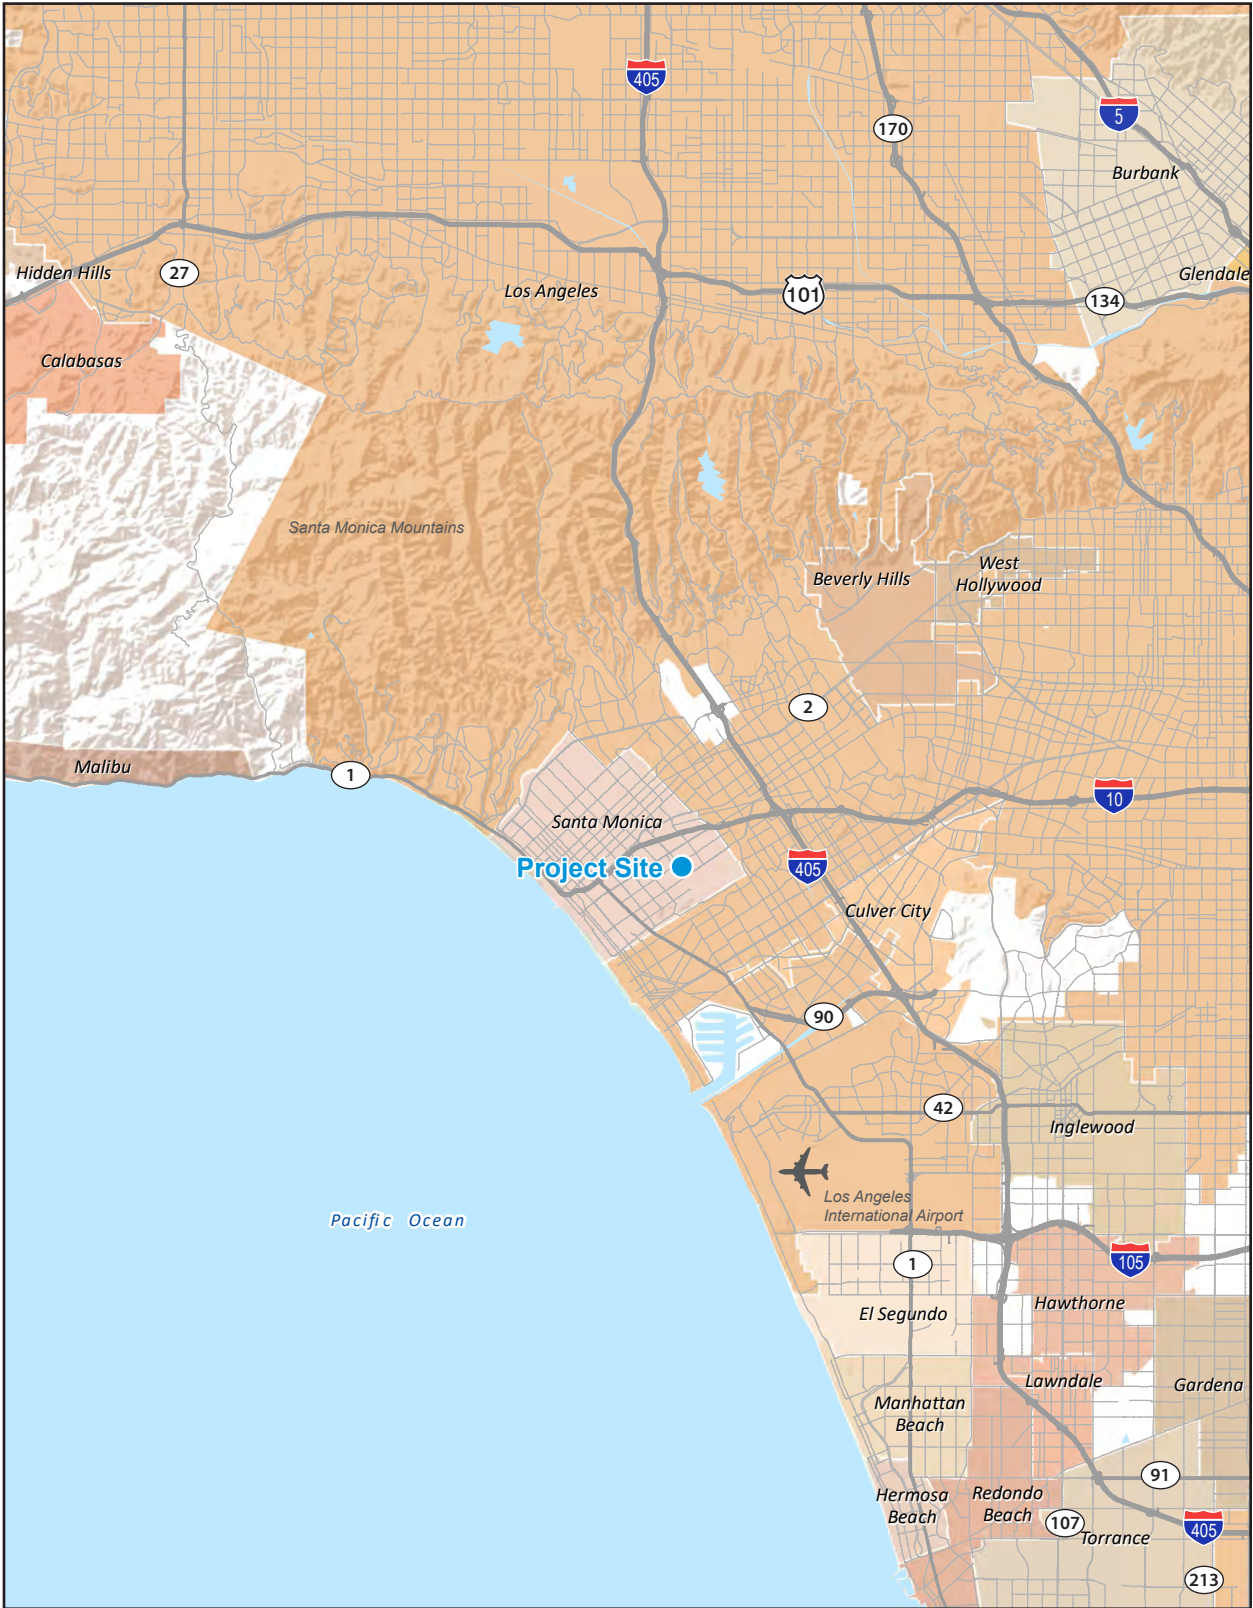 405
5
170
Burbank
Hidden Hills
27
Glendale
Los Angeles
101
134
Calabasas
Santa Monica Mountains
West
Hollywood
Beverly Hills
2
Malibu
1
10
Santa Monica
Project Site
405
Culver City
90
42
Inglewood
Los Angeles
International Airport
Pacific Ocean
1
105
Hawthorne
El Segundo
Lawndale
Gardena
Manhattan
Beach
91
Hermosa
Beach
Redondo
Beach
107
Torrance
405
213